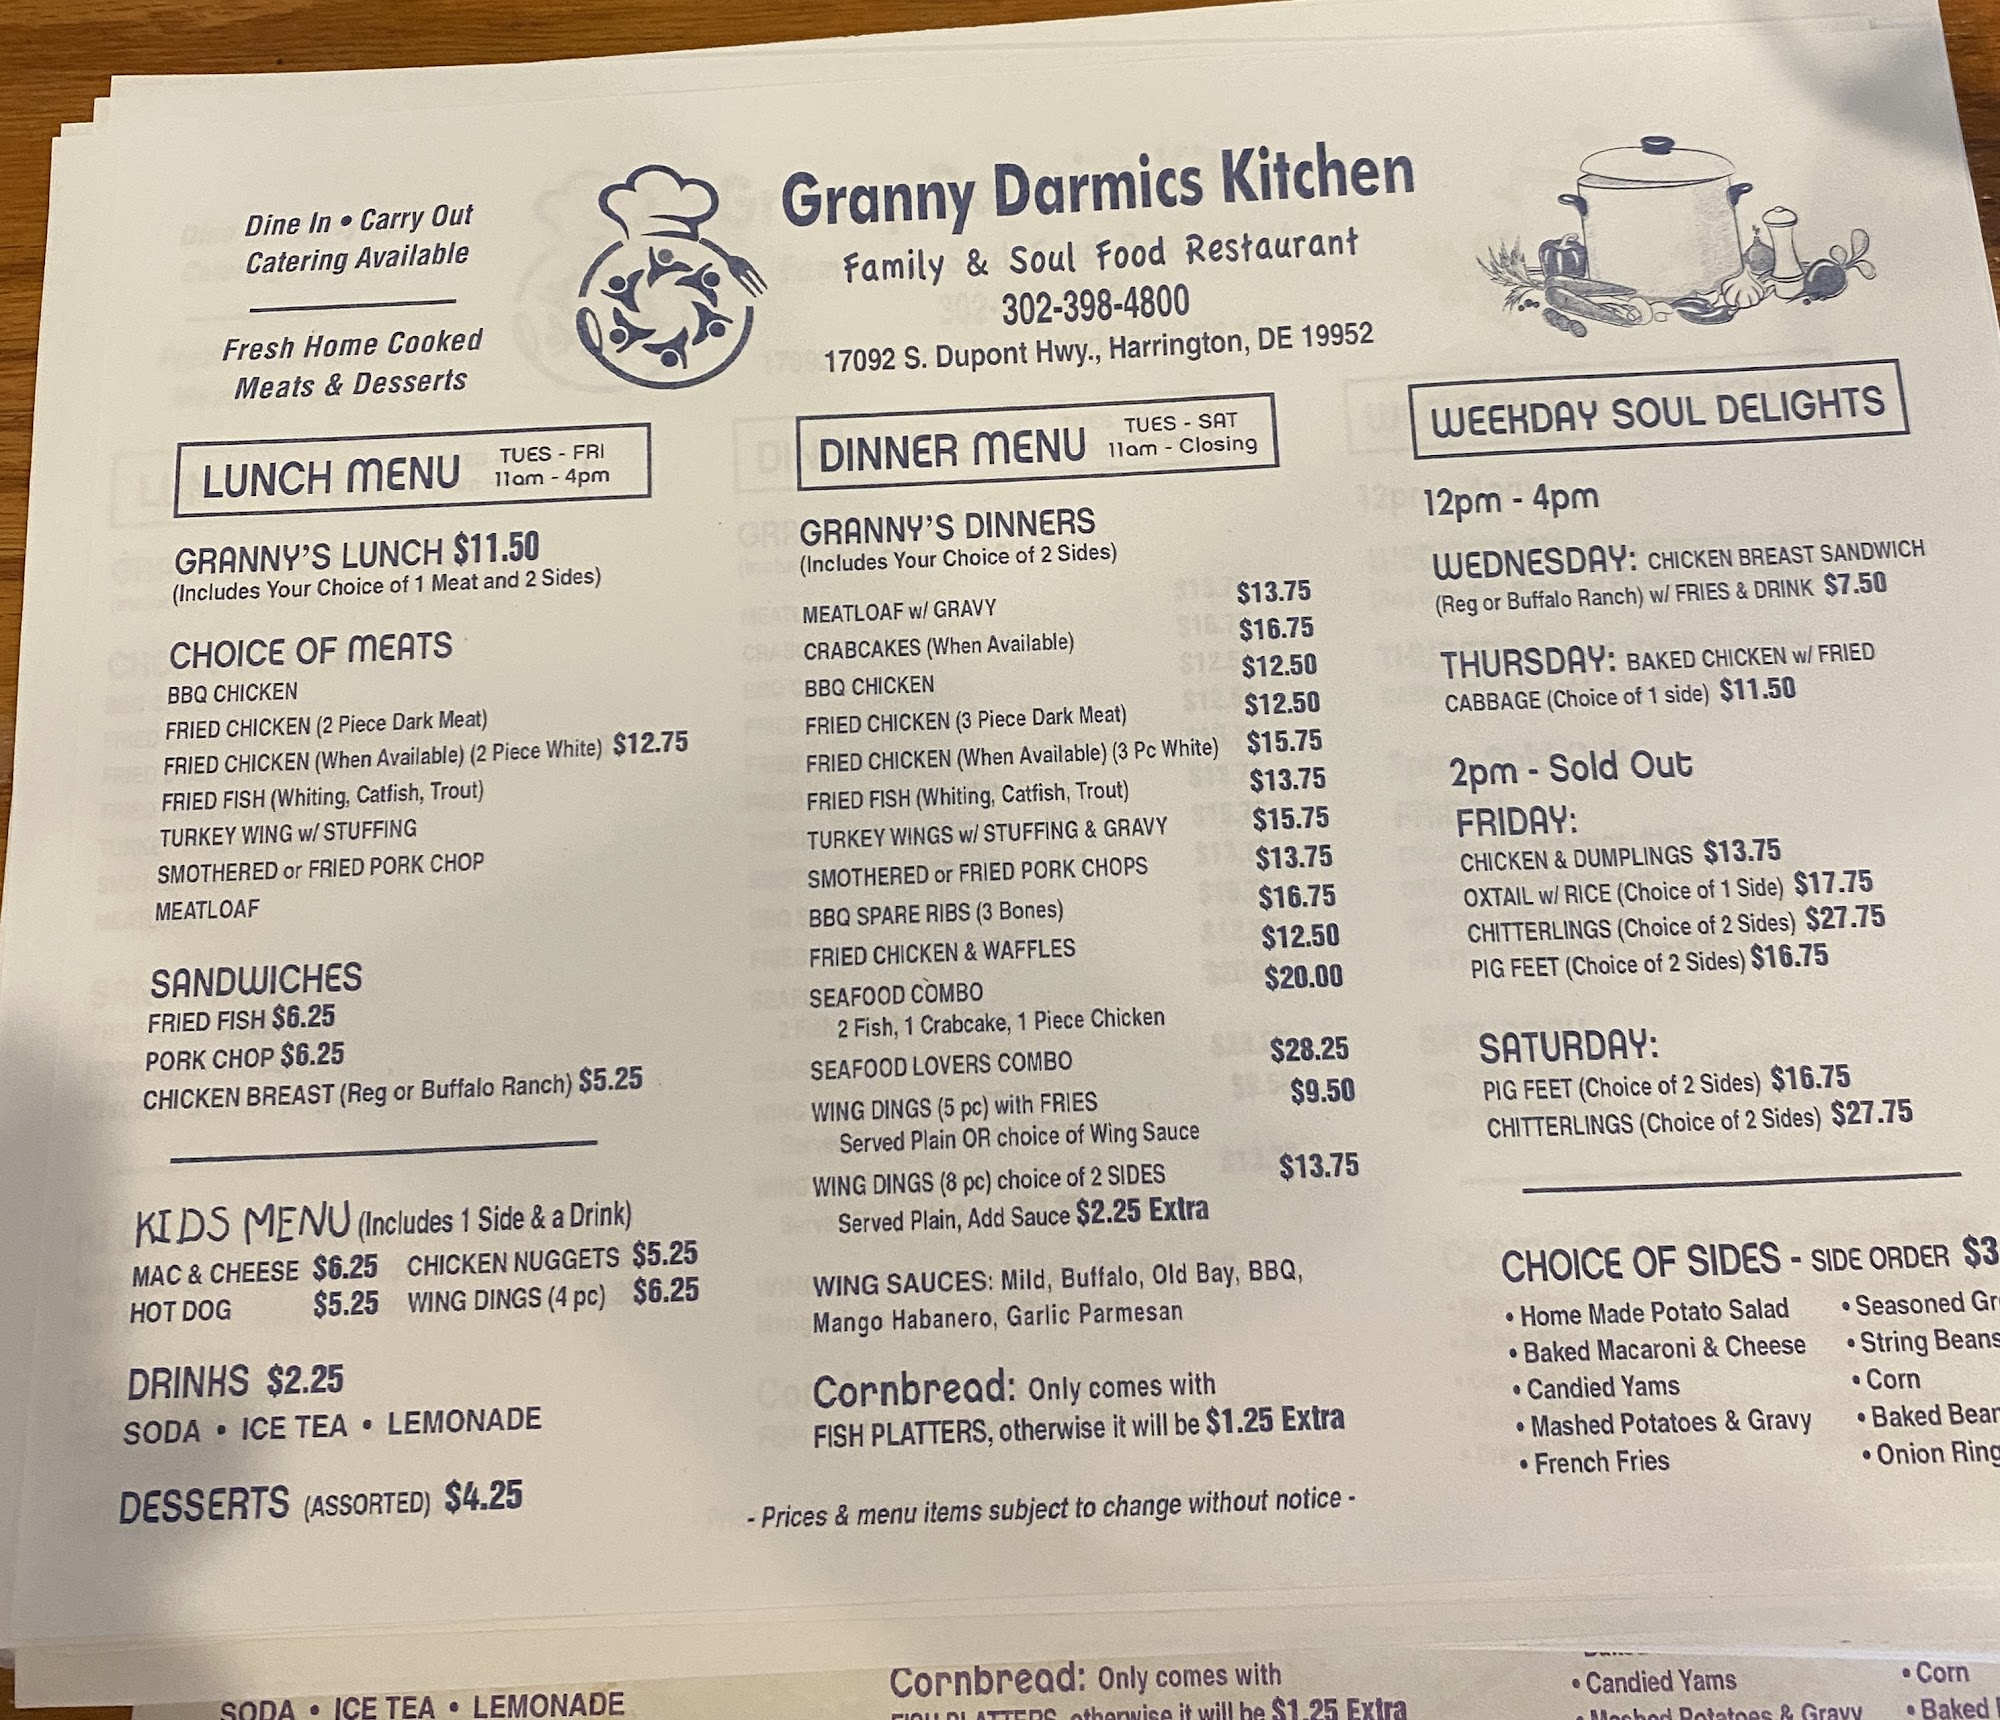 Dine In • Carry Out
Catering Available
Fresh Home Cooked
Meats & Desserts
Granny Darmics Kitchen
Family & Soul Food Restaurant
302-398-4800
17092 S. Dupont Hwy., Harrington, DE 19952
LUNCH MENU TUES - FRI
11am - 4pm
GRANNY'S LUNCH $11.50
(Includes Your Choice of 1 Meat and 2 Sides)
CHOICE OF MEATS
BBQ CHICKEN
FRIED CHICKEN (2 Piece Dark Meat)
FRIED CHICKEN (When Available) (2 Piece White) $12.75
FRIED FISH (Whiting, Catfish, Trout)
TURKEY WING w/ STUFFING
SMOTHERED or FRIED PORK CHOP
MEATLOAF
SANDWICHES
FRIED FISH $6.25
PORK CHOP $6.25
CHICKEN BREAST (Reg or Buffalo Ranch) $5.25
KIDS MENU (Includes 1 Side & a Drink)
MAC & CHEESE $6.25 CHICKEN NUGGETS $5.25
HOT DOG $5.25 WING DINGS (4 pc) $6.25
DRINKS $2.25
SODA • ICE TEA • LEMONADE
DESSERTS (ASSORTED) $4.25
DINNER MENU TUES - SAT
11am - Closing
GRANNY'S DINNERS
(Includes Your Choice of 2 Sides)
MEATLOAF w/ GRAVY $13.75
CRABCAKES (When Available) $16.75
BBQ CHICKEN $12.50
FRIED CHICKEN (3 Piece Dark Meat) $12.50
FRIED CHICKEN (When Available) (3 Pc White) $15.75
FRIED FISH (Whiting, Catfish, Trout) $13.75
TURKEY WINGS w/ STUFFING & GRAVY $15.75
SMOTHERED or FRIED PORK CHOPS $13.75
BBQ SPARE RIBS (3 Bones) $16.75
FRIED CHICKEN & WAFFLES $12.50
SEAFOOD COMBO $20.00
2 Fish, 1 Crabcake, 1 Piece Chicken
SEAFOOD LOVERS COMBO $28.25
WING DINGS (5 pc) with FRIES $9.50
Served Plain OR choice of Wing Sauce
WING DINGS (8 pc) choice of 2 SIDES $13.75
Served Plain, Add Sauce $2.25 Extra
WING SAUCES: Mild, Buffalo, Old Bay, BBQ,
Mango Habanero, Garlic Parmesan
Cornbread: Only comes with
FISH PLATTERS, otherwise it will be $1.25 Extra
- Prices & menu items subject to change without notice -
WEEKDAY SOUL DELIGHTS
12pm - 4pm
WEDNESDAY: CHICKEN BREAST SANDWICH
(Reg or Buffalo Ranch) w/ FRIES & DRINK $7.50
THURSDAY: BAKED CHICKEN w/ FRIED
CABBAGE (Choice of 1 side) $11.50
2pm - Sold Out
FRIDAY:
CHICKEN & DUMPLINGS $13.75
OXTAIL w/ RICE (Choice of 1 Side) $17.75
CHITTERLINGS (Choice of 2 Sides) $27.75
PIG FEET (Choice of 2 Sides) $16.75
SATURDAY:
PIG FEET (Choice of 2 Sides) $16.75
CHITTERLINGS (Choice of 2 Sides) $27.75
CHOICE OF SIDES - SIDE ORDER $3
• Home Made Potato Salad • Seasoned Gr
• Baked Macaroni & Cheese • String Beans
• Candied Yams • Corn
• Mashed Potatoes & Gravy • Baked Bean
• French Fries • Onion Ring
SODA • ICE TEA • LEMONADE
Cornbread: Only comes with
otherwise it will be $1.25 Extra
• Candied Yams • Corn
• Mashed Potatoes & Gravy • Baked